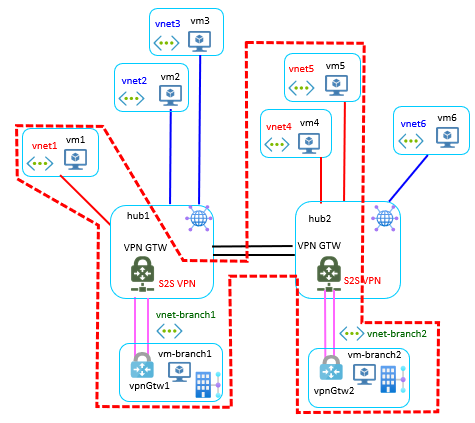 vnet3 vm3
vnet2 vm2
vnet5 vm5
vnet1 vm1
vnet4 vm4
vnet6 vm6
hub1
hub2
VPN GTW
VPN GTW
S2S VPN
S2S VPN
vnet-branch1
vnet-branch2
vm-branch1
vm-branch2
vpnGtw1
vpnGtw2